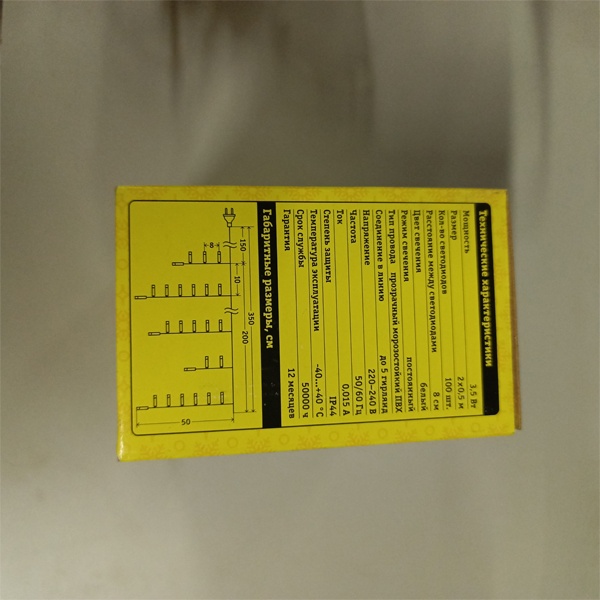 Технические характеристики
Мощность 3,5 Вт
Размер 2х0,5 м
Кол-во светодиодов 100 шт.
Расстояние между светодиодами 8 см
Цвет свечения белый
Режим свечения постоянный
Тип провода прозрачный морозостойкий ПВХ
Соединение в линию до 5 гирлянд
Напряжение 220–240 В
Частота 50/60 Гц
Ток 0,015 А
Степень защиты IP44
Температура эксплуатации -40...+40 °С
Срок службы 50000 ч
Гарантия 12 месяцев
Габаритные размеры, см
350
150
200
10
8
50